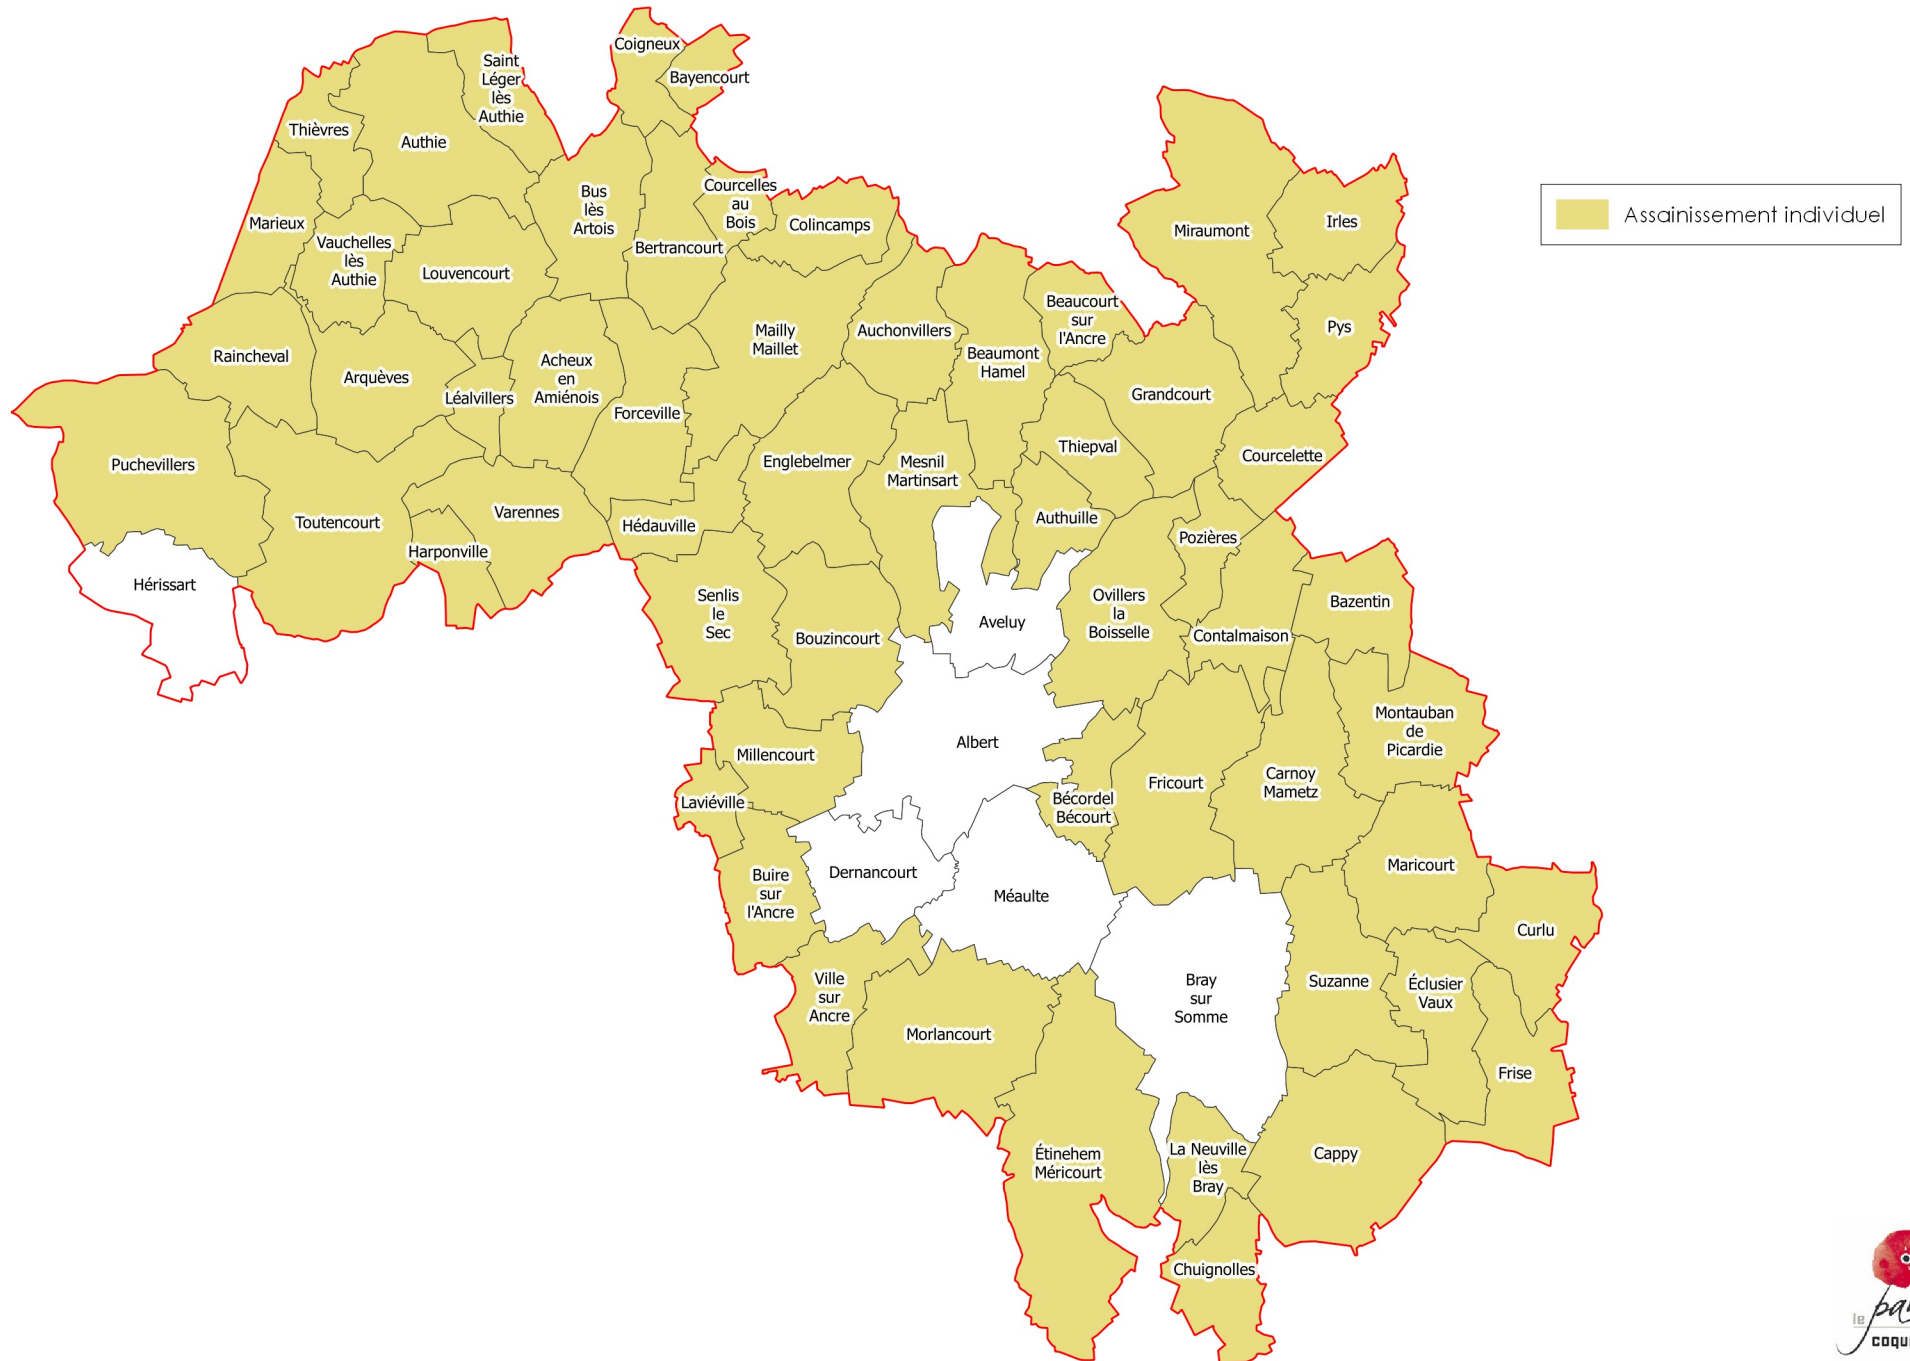 Coigneux
Bayencourt
Saint
Léger
lès
Authie
Thièvres
Authie
Courcelles
au
Bois
Bus
lès
Artois
Colincamps
Bertrancourt
Marieux
Vauchelles
lès
Authie
Louvencourt
Miraumont
Irles
Assainissement individuel
Beaucourt
sur
l'Ancre
Pys
Mailly
Maillet
Auchonvillers
Beaumont
Hamel
Raincheval
Arquèves
Léalvillers
Acheux
en
Amiénois
Forceville
Grandcourt
Thiepval
Courcelette
Puchevillers
Englebelmer
Mesnil
Martinsart
Toutencourt
Varennes
Hédauville
Authuille
Pozières
Harponville
Hérissart
Senlis
le
Sec
Bouzincourt
Aveluy
Ovillers
la
Boisselle
Contalmaison
Bazentin
Montauban
de
Picardie
Millencourt
Albert
Laviéville
Bécordel
Bécourt
Fricourt
Carnoy
Mametz
Maricourt
Buire
sur
l'Ancre
Dernancourt
Méaulte
Curlu
Ville
sur
Ancre
Morlancourt
Bray
sur
Somme
Suzanne
Éclusier
Vaux
Frise
Étinehem
Méricourt
La Neuville
lès
Bray
Cappy
Chuignolles
le